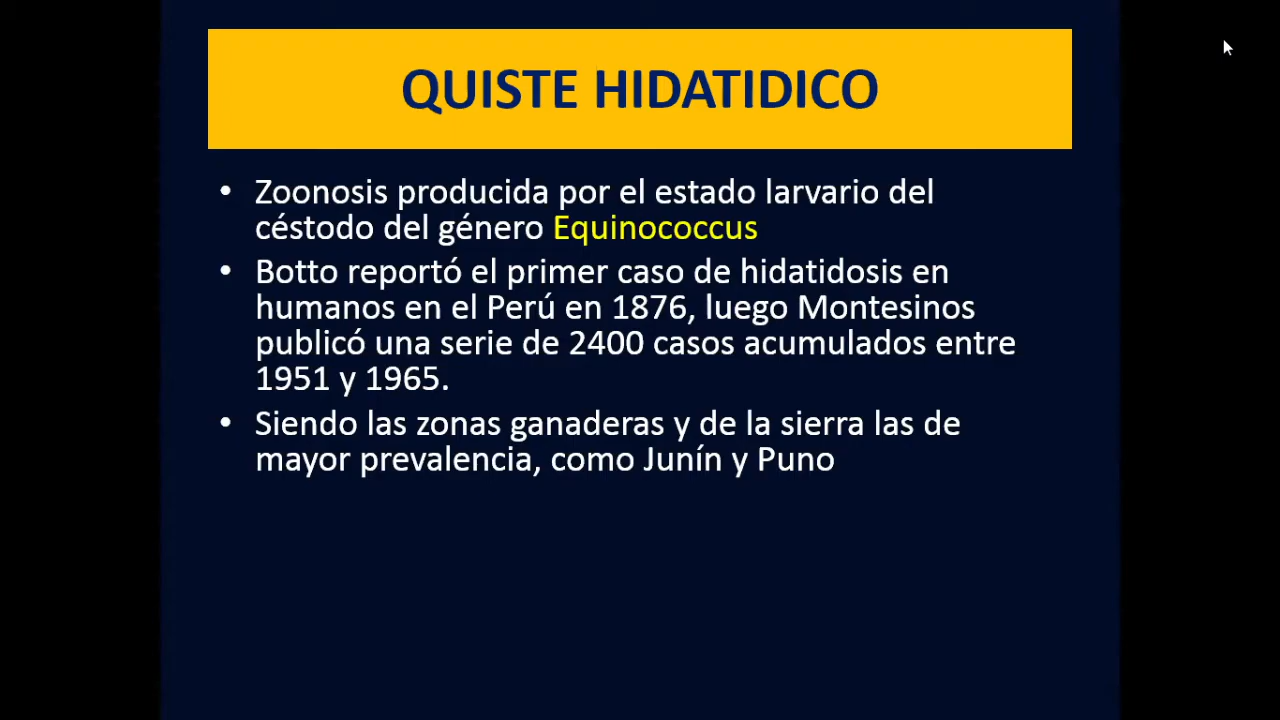 QUISTE HIDATIDICO
• Zoonosis producida por el estado larvario del
céstodo del género Equinococcus
• Botto reportó el primer caso de hidatidosis en
humanos en el Perú en 1876, luego Montesinos
publicó una serie de 2400 casos acumulados entre
1951 y 1965.
• Siendo las zonas ganaderas y de la sierra las de
mayor prevalencia, como Junín y Puno